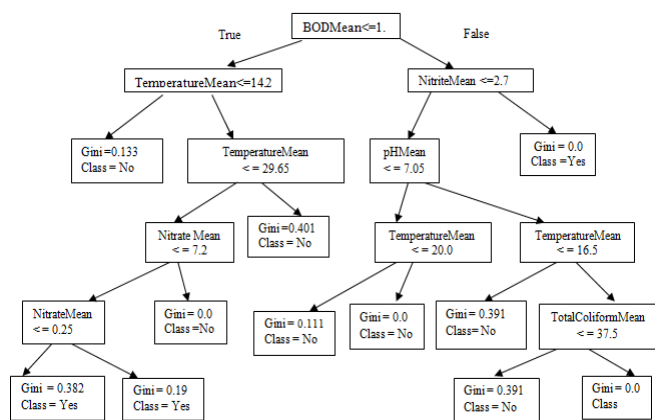 BODMean<=1.
True
False
TemperatureMean<=14.2
NitriteMean <=2.7
Gini=0.133
Class = No
TemperatureMean
<= 29.65
pHMean
<= 7.05
Gini = 0.0
Class =Yes
Nitrate Mean
<= 7.2
Gini=0.401
Class = No
TemperatureMean
<= 20.0
TemperatureMean
<= 16.5
NitrateMean
<= 0.25
Gini = 0.0
Class =No
Gini = 0.111
Class = No
Gini = 0.0
Class = No
Gini = 0.391
Class= No
TotalColiformMean
<= 37.5
Gini = 0.382
Class = Yes
Gini = 0.19
Class = Yes
Gini = 0.391
Class = No
Gini = 0.0
Class